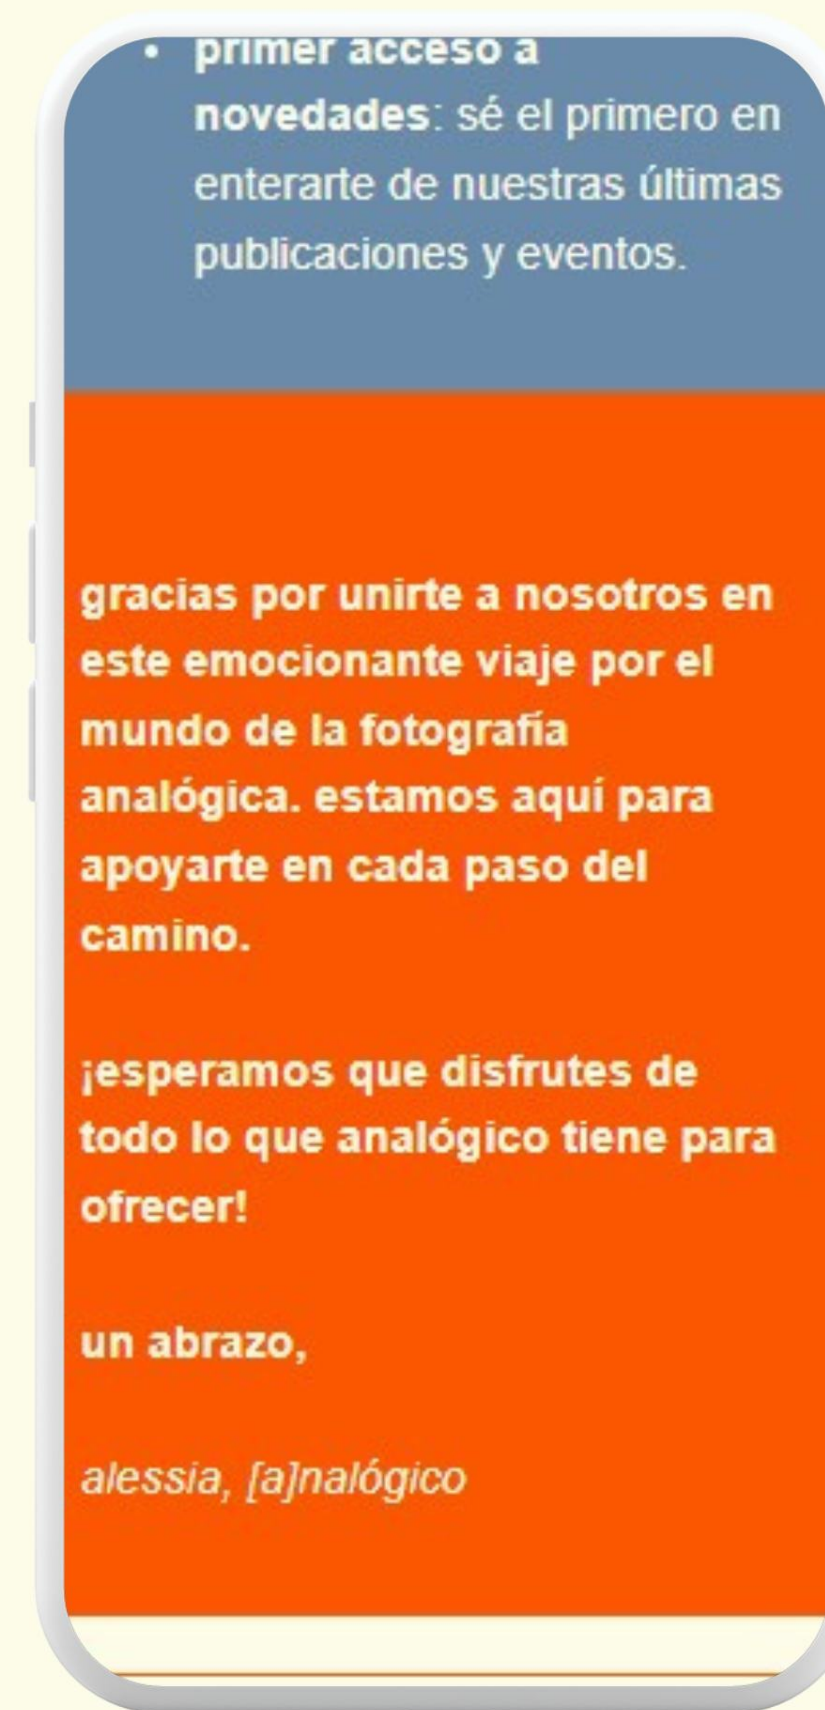 • primer acceso a
novedades: sé el primero en
enterarte de nuestras últimas
publicaciones y eventos.
gracias por unirte a nosotros en
este emocionante viaje por el
mundo de la fotografía
analógica. estamos aquí para
apoyarte en cada paso del
camino.
¡esperamos que disfrutes de
todo lo que analógico tiene para
ofrecer!
un abrazo,
alessia, [a]nalógico